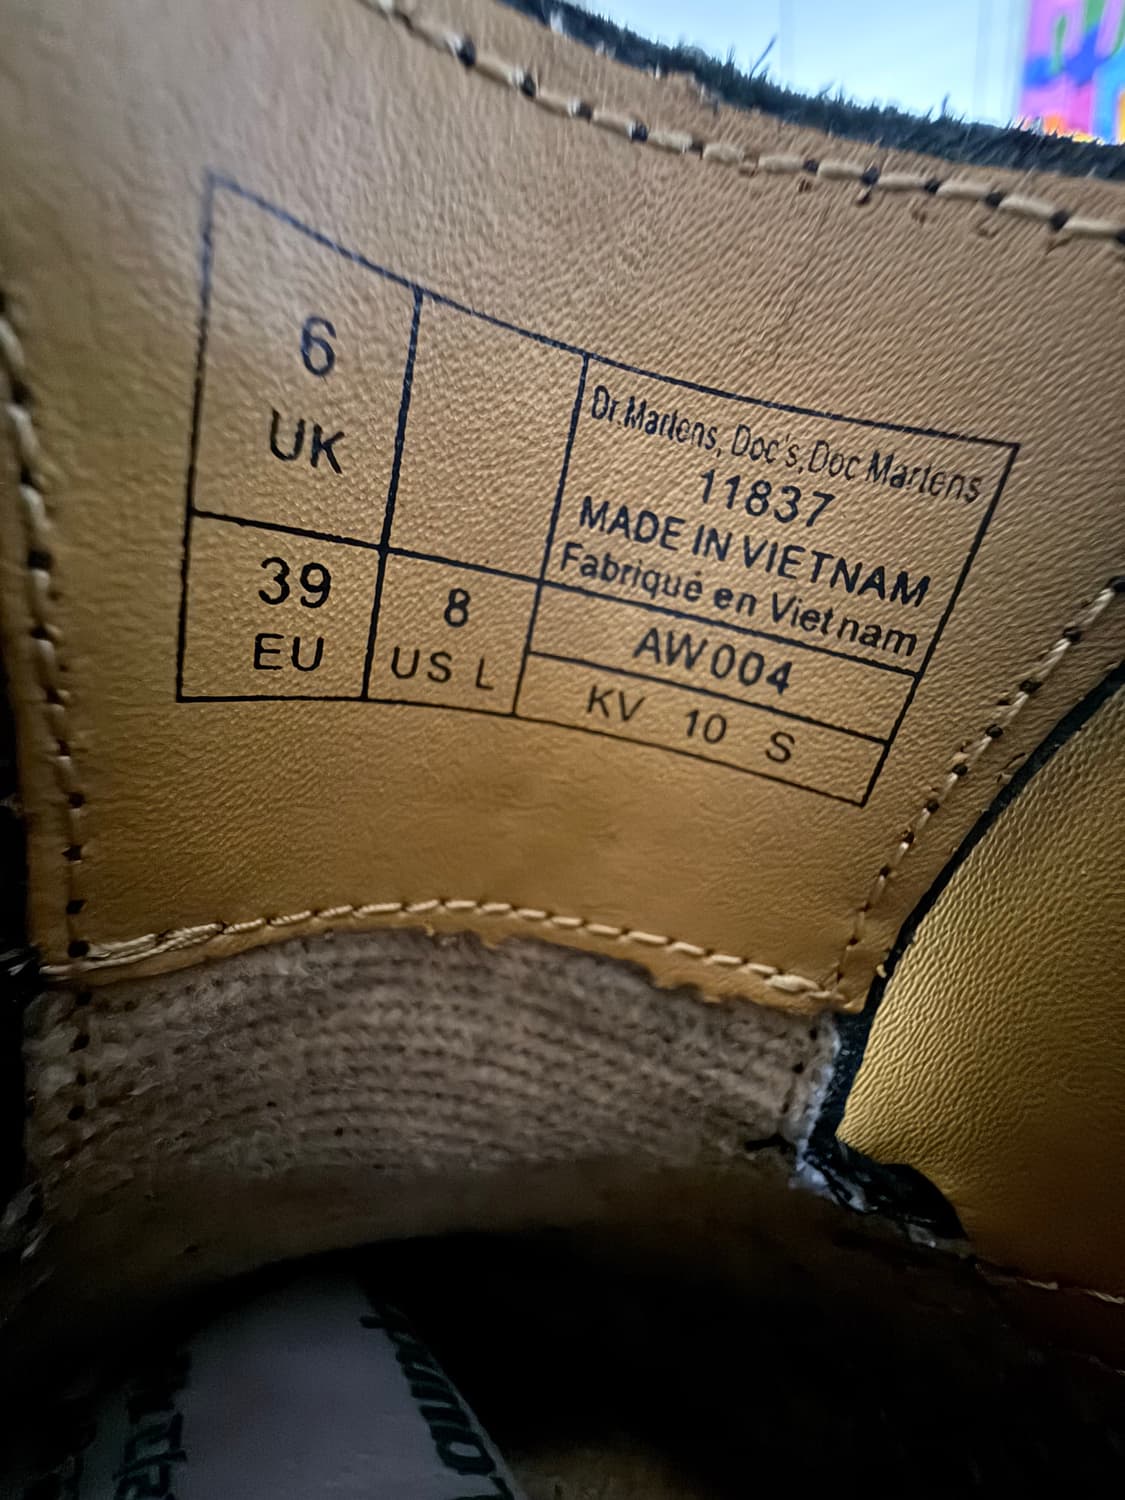 6
UK
39
EU
8
US L
Dr.Martens, Doc's, Doc Martens
11837
MADE IN VIETNAM
Fabriqué en Vietnam
AW004
KV 10 S